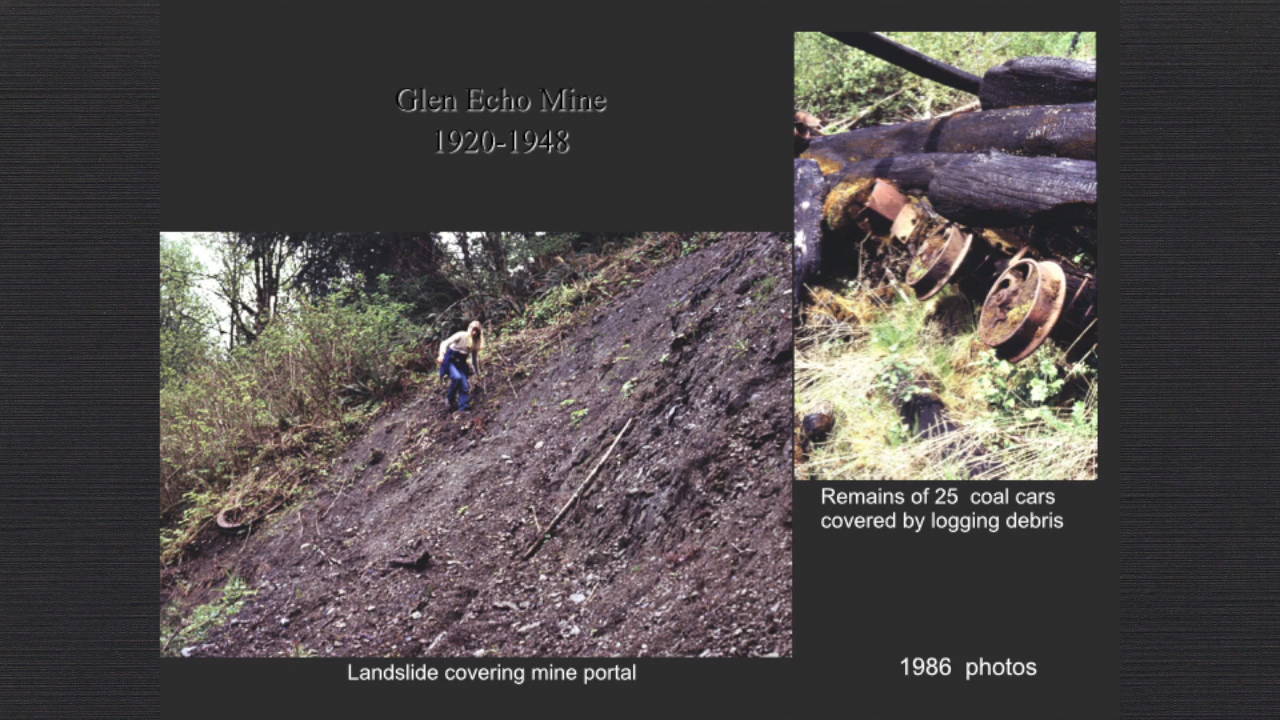 Glen Echo Mine
1920-1948
Remains of 25 coal cars
covered by logging debris
Landslide covering mine portal
1986 photos